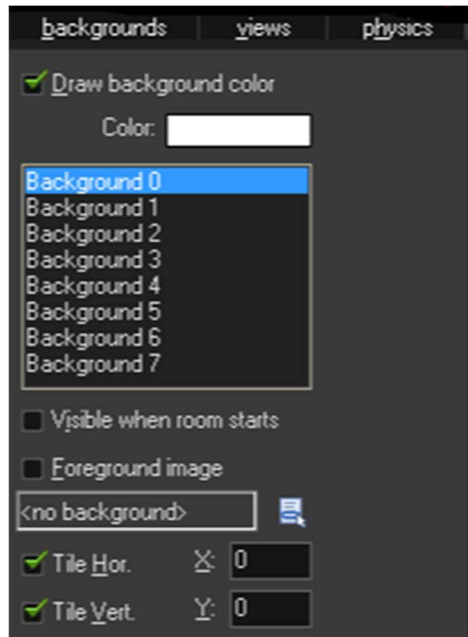 backgrounds views physics
Draw background color
Color:
Background 0
Background 1
Background 2
Background 3
Background 4
Background 5
Background 6
Background 7
Visible when room starts
Foreground image
<no background>
Tile Hor. X: 0
Tile Vert. Y: 0